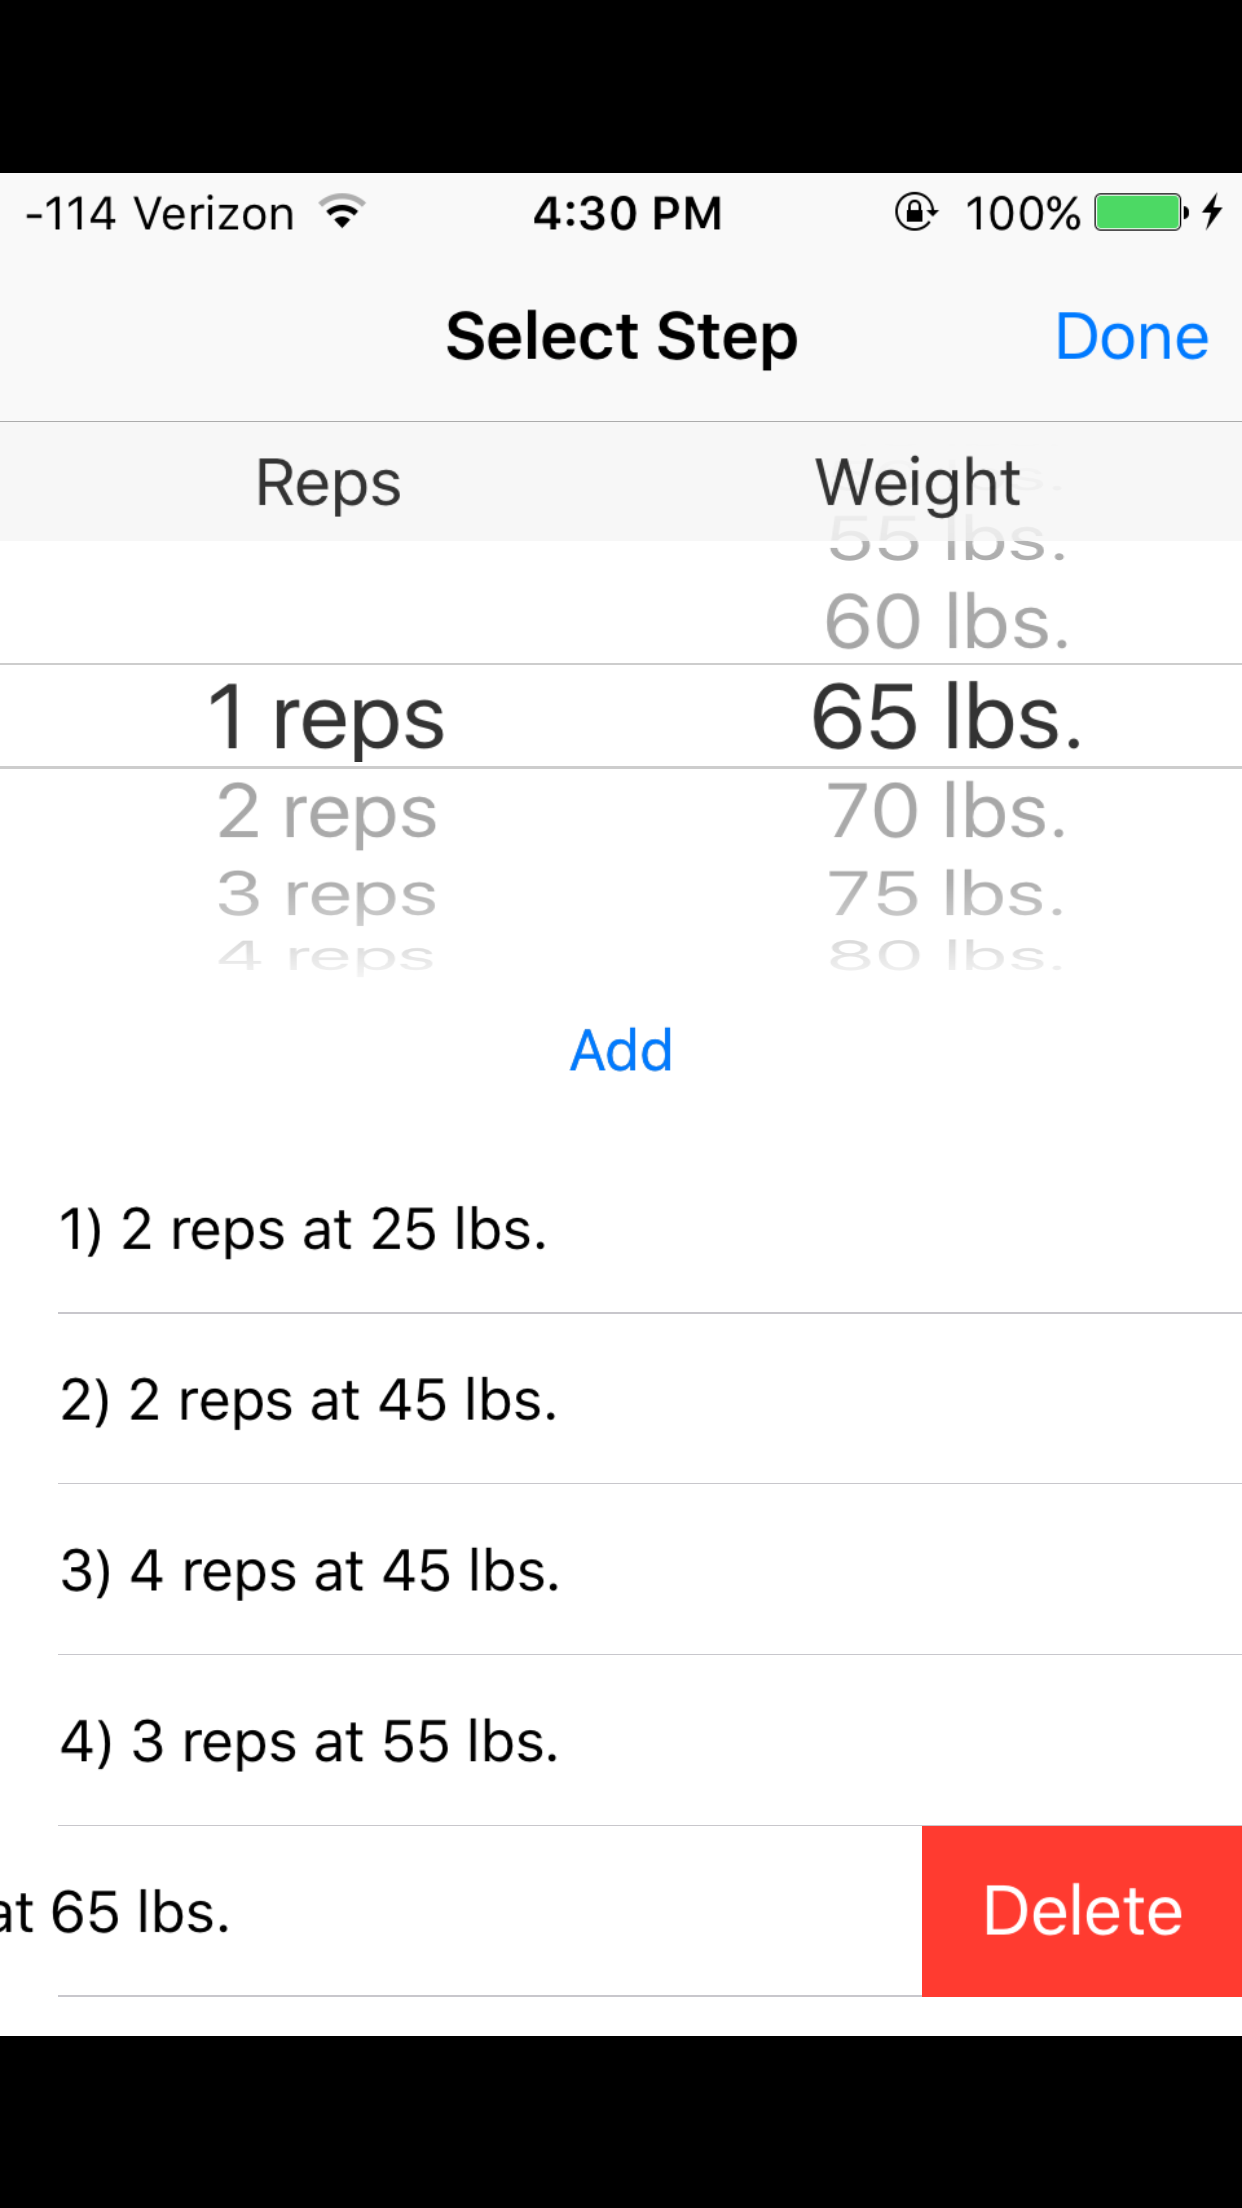 -114 Verizon 4:30 PM 100%
Select Step Done
Reps Weight
55 lbs.
60 lbs.
1 reps 65 lbs.
2 reps 70 lbs.
3 reps 75 lbs.
4 reps 80 lbs.
Add
1) 2 reps at 25 lbs.
2) 2 reps at 45 lbs.
3) 4 reps at 45 lbs.
4) 3 reps at 55 lbs.
at 65 lbs. Delete